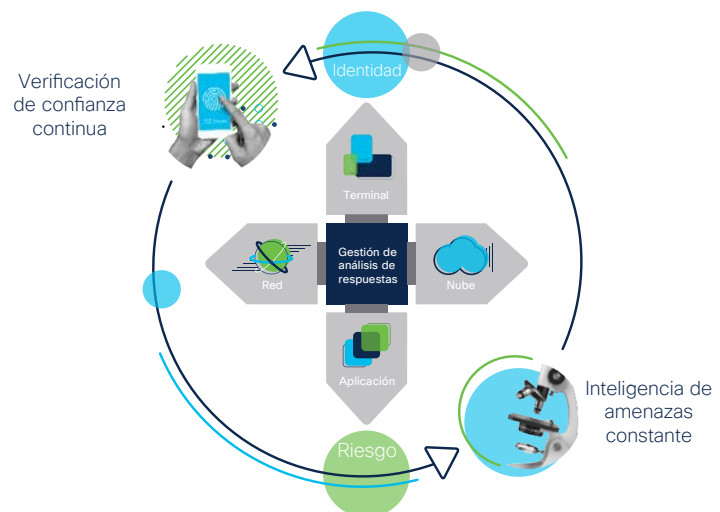 Identidad
Verificación
de confianza
continua
Terminal
Red
Gestión de
análisis de
respuestas
Nube
Aplicación
Inteligencia de
amenazas
constante
Riesgo